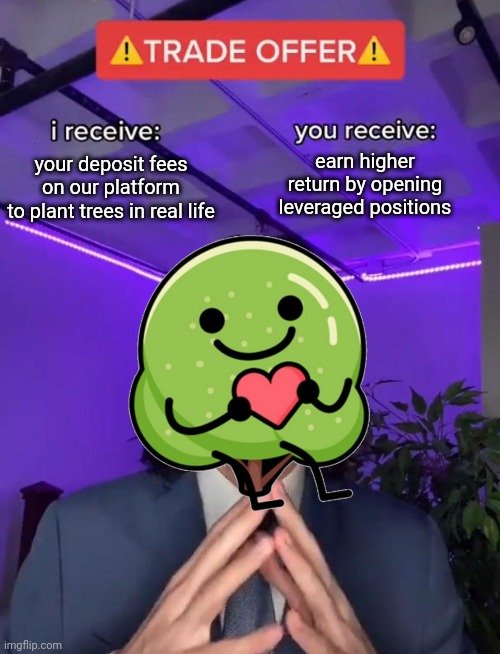 ⚠TRADE OFFER⚠
i receive:
your deposit fees
on our platform
to plant trees in real life
you receive:
earn higher
return by opening
leveraged positions
imgflip.com